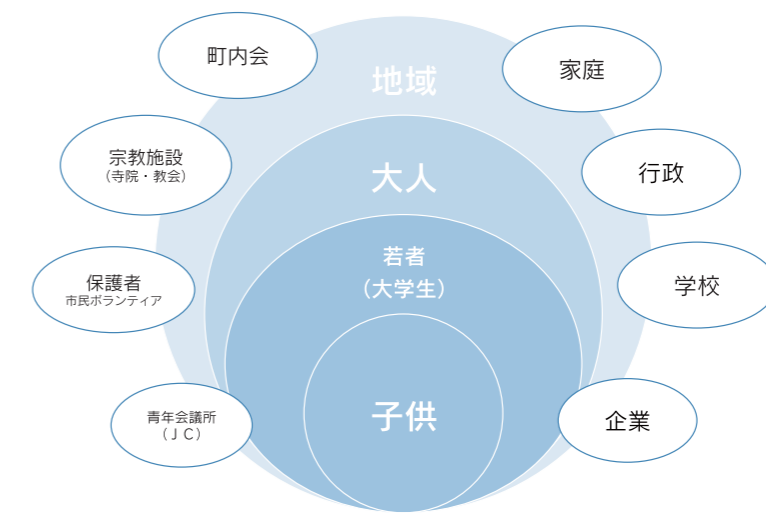 町内会
家庭
地域
宗教施設
（寺院・教会）
大人
行政
若者
（大学生）
保護者
市民ボランティア
学校
子供
青年会議所
（ＪＣ）
企業